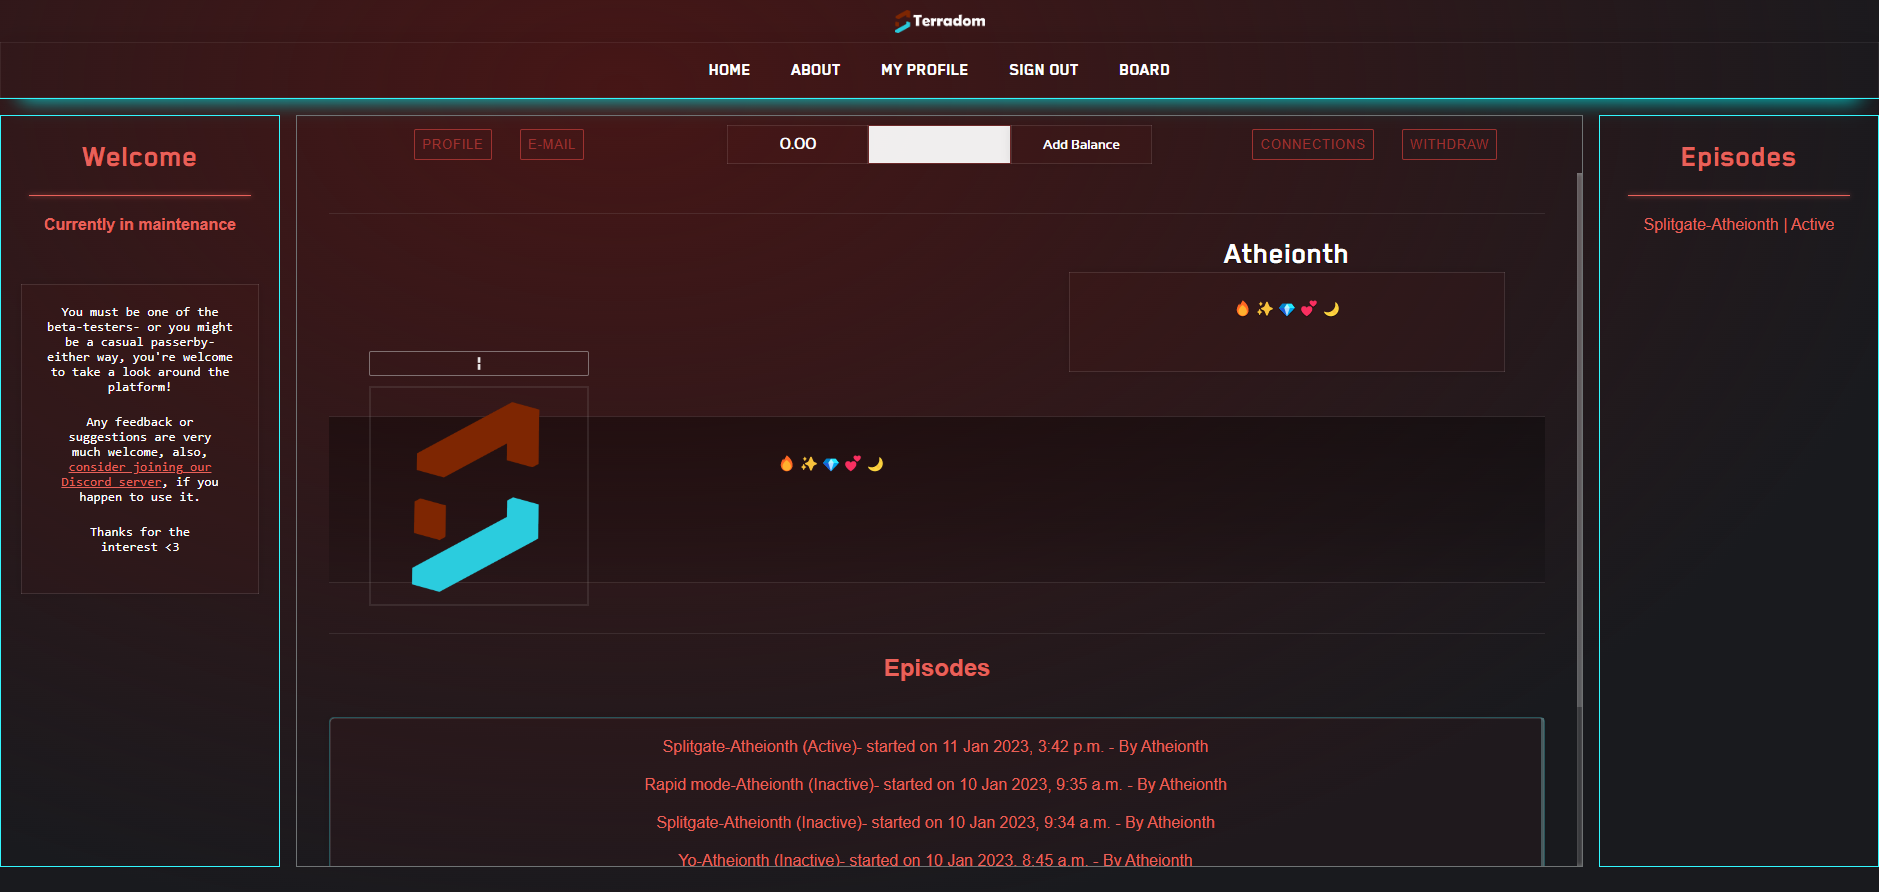 Terradom
HOME ABOUT MY PROFILE SIGN OUT BOARD
Welcome
Currently in maintenance
You must be one of the
beta-testers- or you might
be a casual passerby-
either way, you're welcome
to take a look around the
platform!
Any feedback or
suggestions are very
much welcome, also,
consider joining our
Discord server, if you
happen to use it.
Thanks for the
interest <3
PROFILE E-MAIL 0.00 Add Balance CONNECTIONS WITHDRAW
Atheionth
🔥 ✨ 💎 💕 🌙
¦
🔥 ✨ 💎 💕 🌙
Episodes
Splitgate-Atheionth (Active)- started on 11 Jan 2023, 3:42 p.m. - By Atheionth
Rapid mode-Atheionth (Inactive)- started on 10 Jan 2023, 9:35 a.m. - By Atheionth
Splitgate-Atheionth (Inactive)- started on 10 Jan 2023, 9:34 a.m. - By Atheionth
Yo-Atheionth (Inactive)- started on 10 Jan 2023, 8:45 a.m. - By Atheionth
Episodes
Splitgate-Atheionth | Active